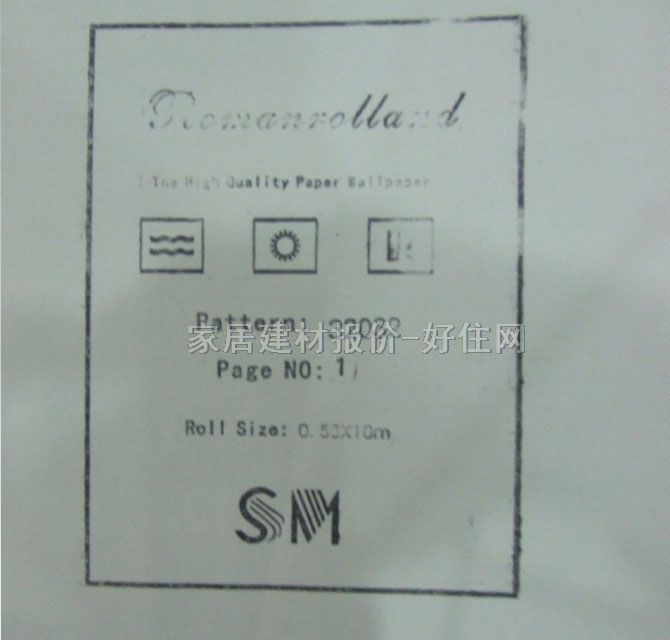 Romanrolland
The High Quality Paper Wallpaper
Pattern:
家居建材报价-好住网
Page NO: 1
Roll Size: 0.53X10m
SM